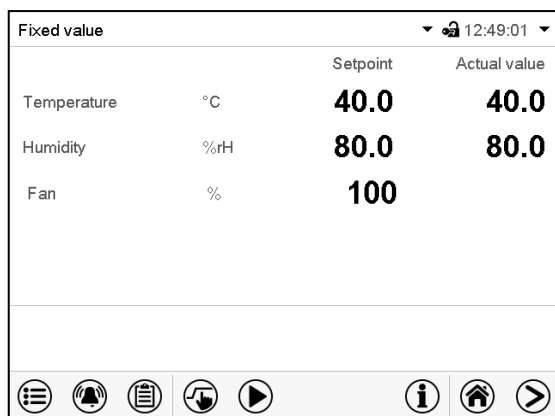 Fixed value 12:49:01
Setpoint Actual value
Temperature °C 40.0 40.0
Humidity %rH 80.0 80.0
Fan % 100